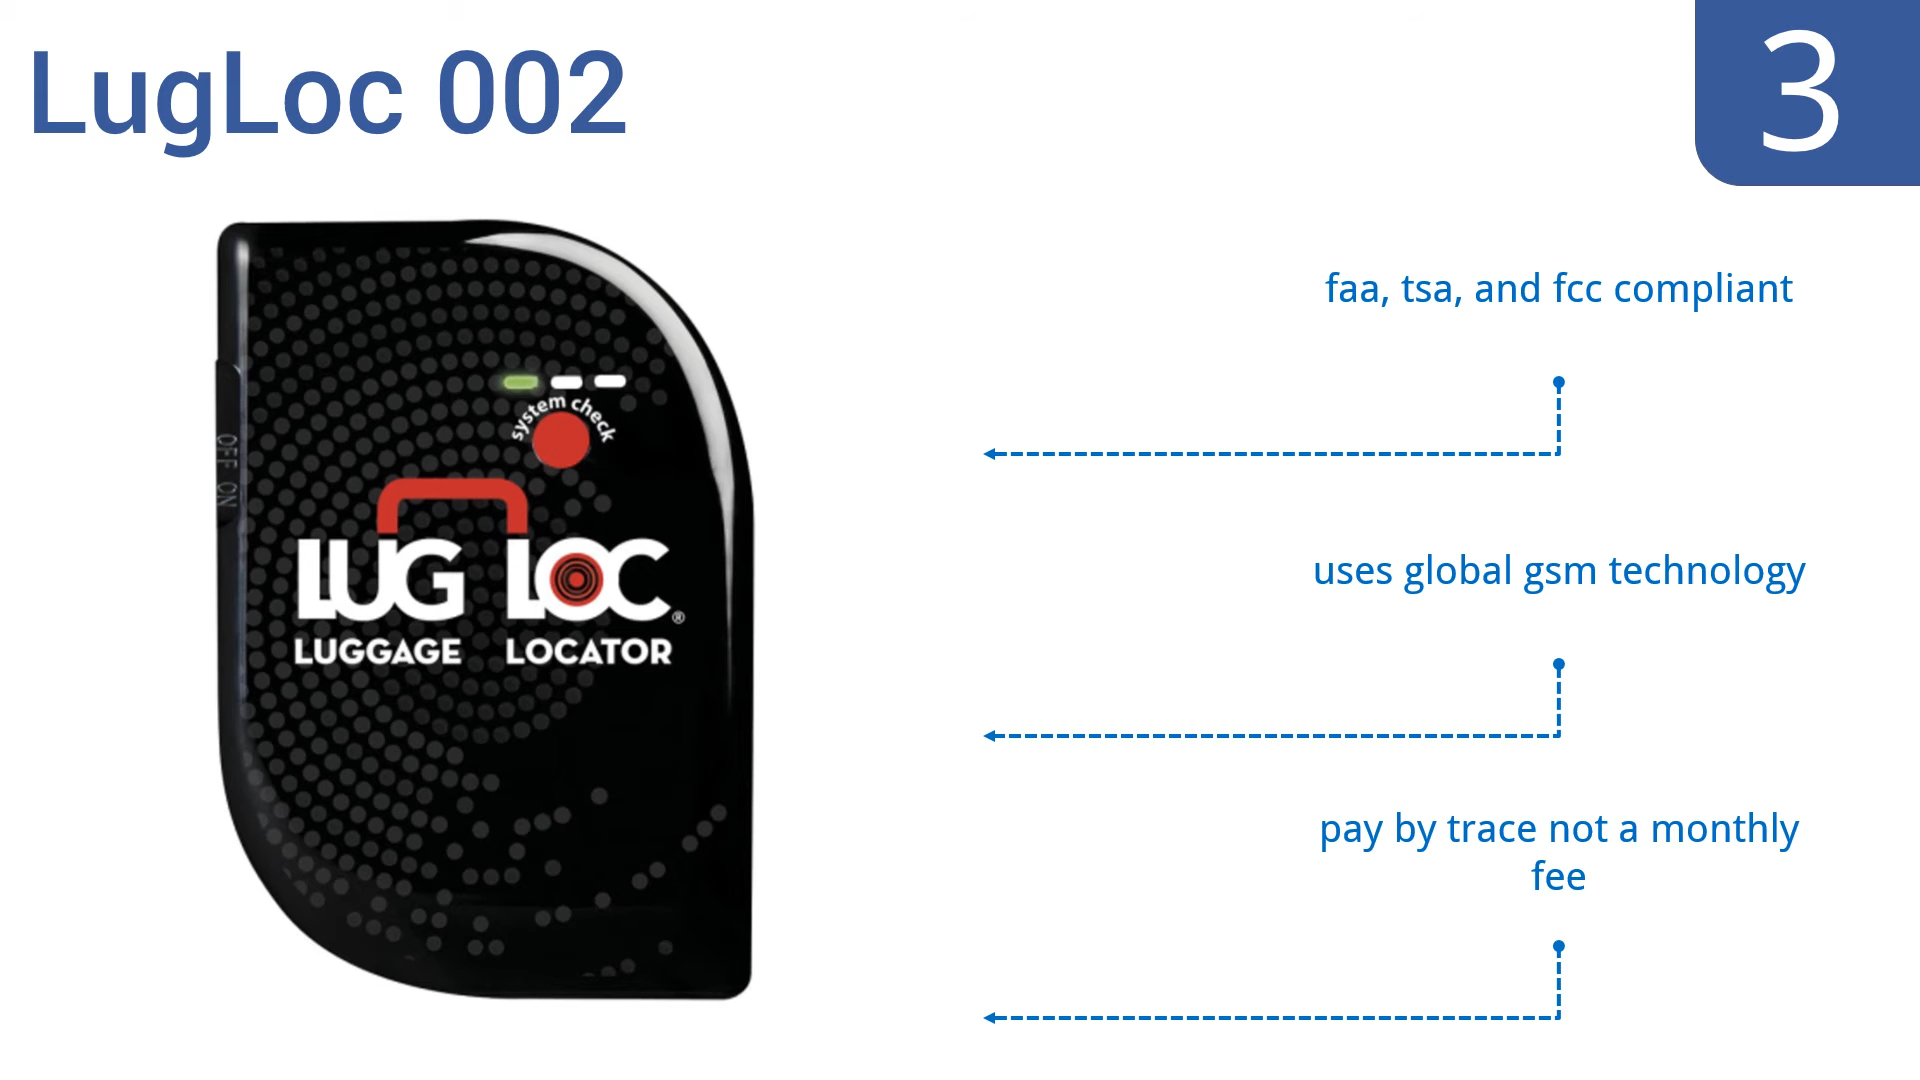 LugLoc 002
3
faa, tsa, and fcc compliant
system check
OFF ON
LUG LOC®
LUGGAGE LOCATOR
uses global gsm technology
pay by trace not a monthly
fee